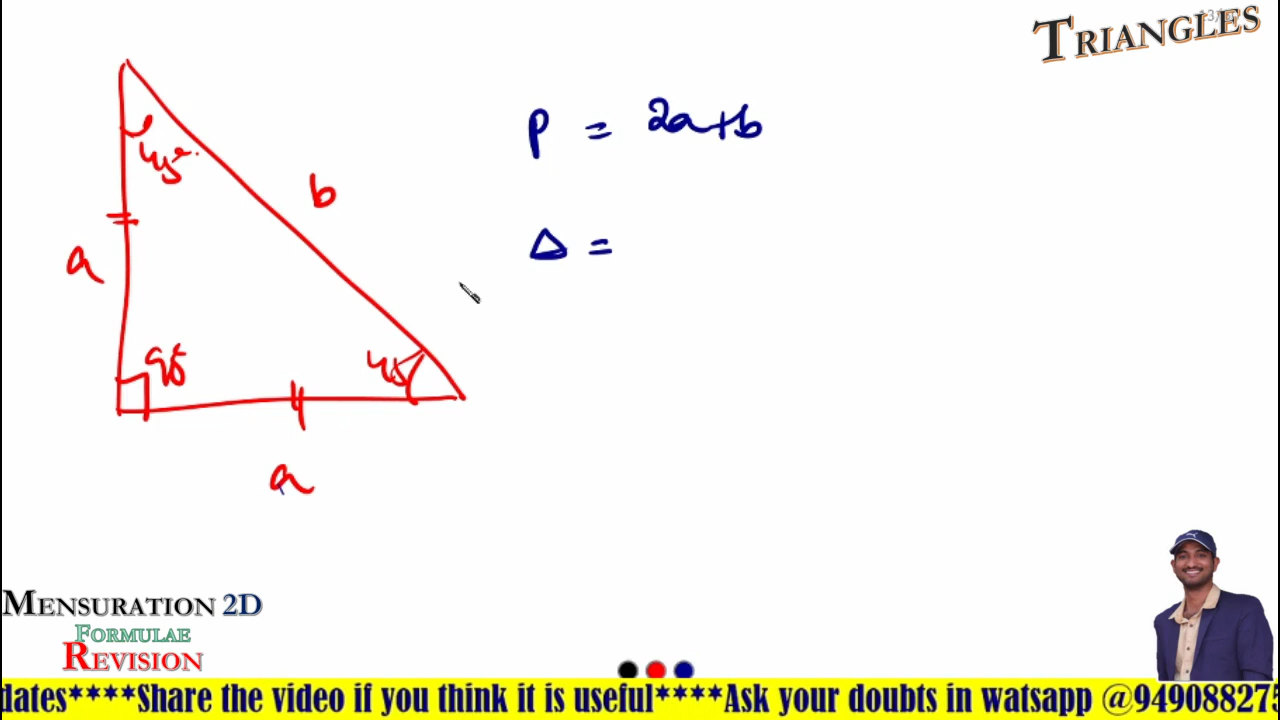 TRIANGLES
45°
b
P = 2a+b
a
Δ =
90°
45
a
MENSURATION 2D
FORMULAE
REVISION
dates****Share the video if you think it is useful****Ask your doubts in watsapp @949088275